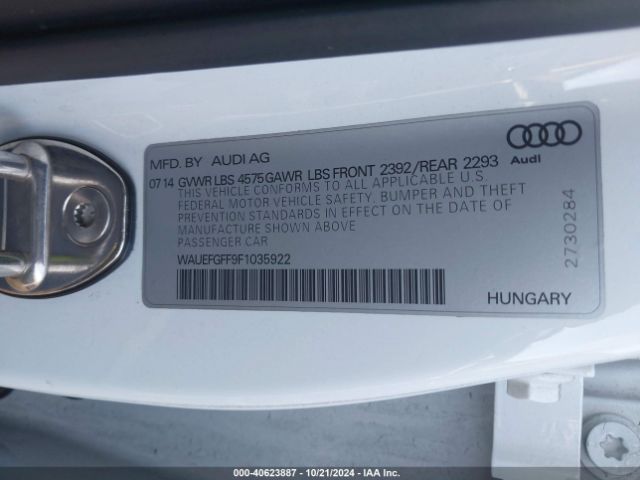 MFD. BY AUDI AG
07 14 GVWR LBS 4575 GAWR LBS FRONT 2392/REAR 2293
THIS VEHICLE CONFORMS TO ALL APPLICABLE U.S.
FEDERAL MOTOR VEHICLE SAFETY, BUMPER AND THEFT
PREVENTION STANDARDS IN EFFECT ON THE DATE OF
MANUFACTURE SHOWN ABOVE
PASSENGER CAR
WAUEFGFF9F1035922
Audi
2730284
HUNGARY
000-40623887 - 10/21/2024 - IAA Inc.